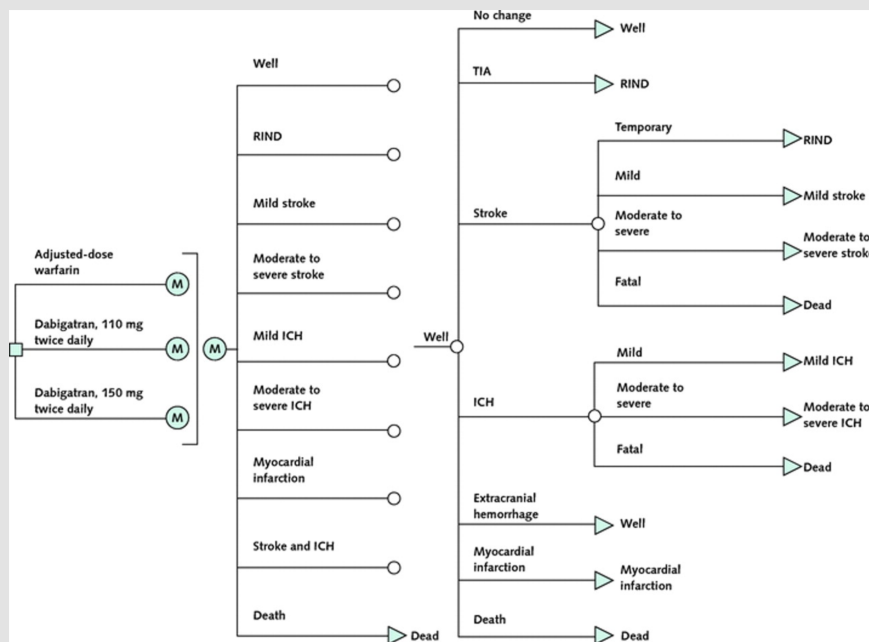 Adjusted-dose
warfarin
M
Dabigatran, 110 mg
twice daily
M
Dabigatran, 150 mg
twice daily
M
M
Well
RIND
Mild stroke
Moderate to
severe stroke
Mild ICH
Moderate to
severe ICH
Myocardial
infarction
Stroke and ICH
Death
Dead
Well
No change
Well
TIA
RIND
Stroke
Temporary
RIND
Mild
Mild stroke
Moderate to
severe
Moderate to
severe stroke
Fatal
Dead
ICH
Mild
Mild ICH
Moderate to
severe
Moderate to
severe ICH
Fatal
Dead
Extracranial
hemorrhage
Well
Myocardial
infarction
Myocardial
infarction
Death
Dead